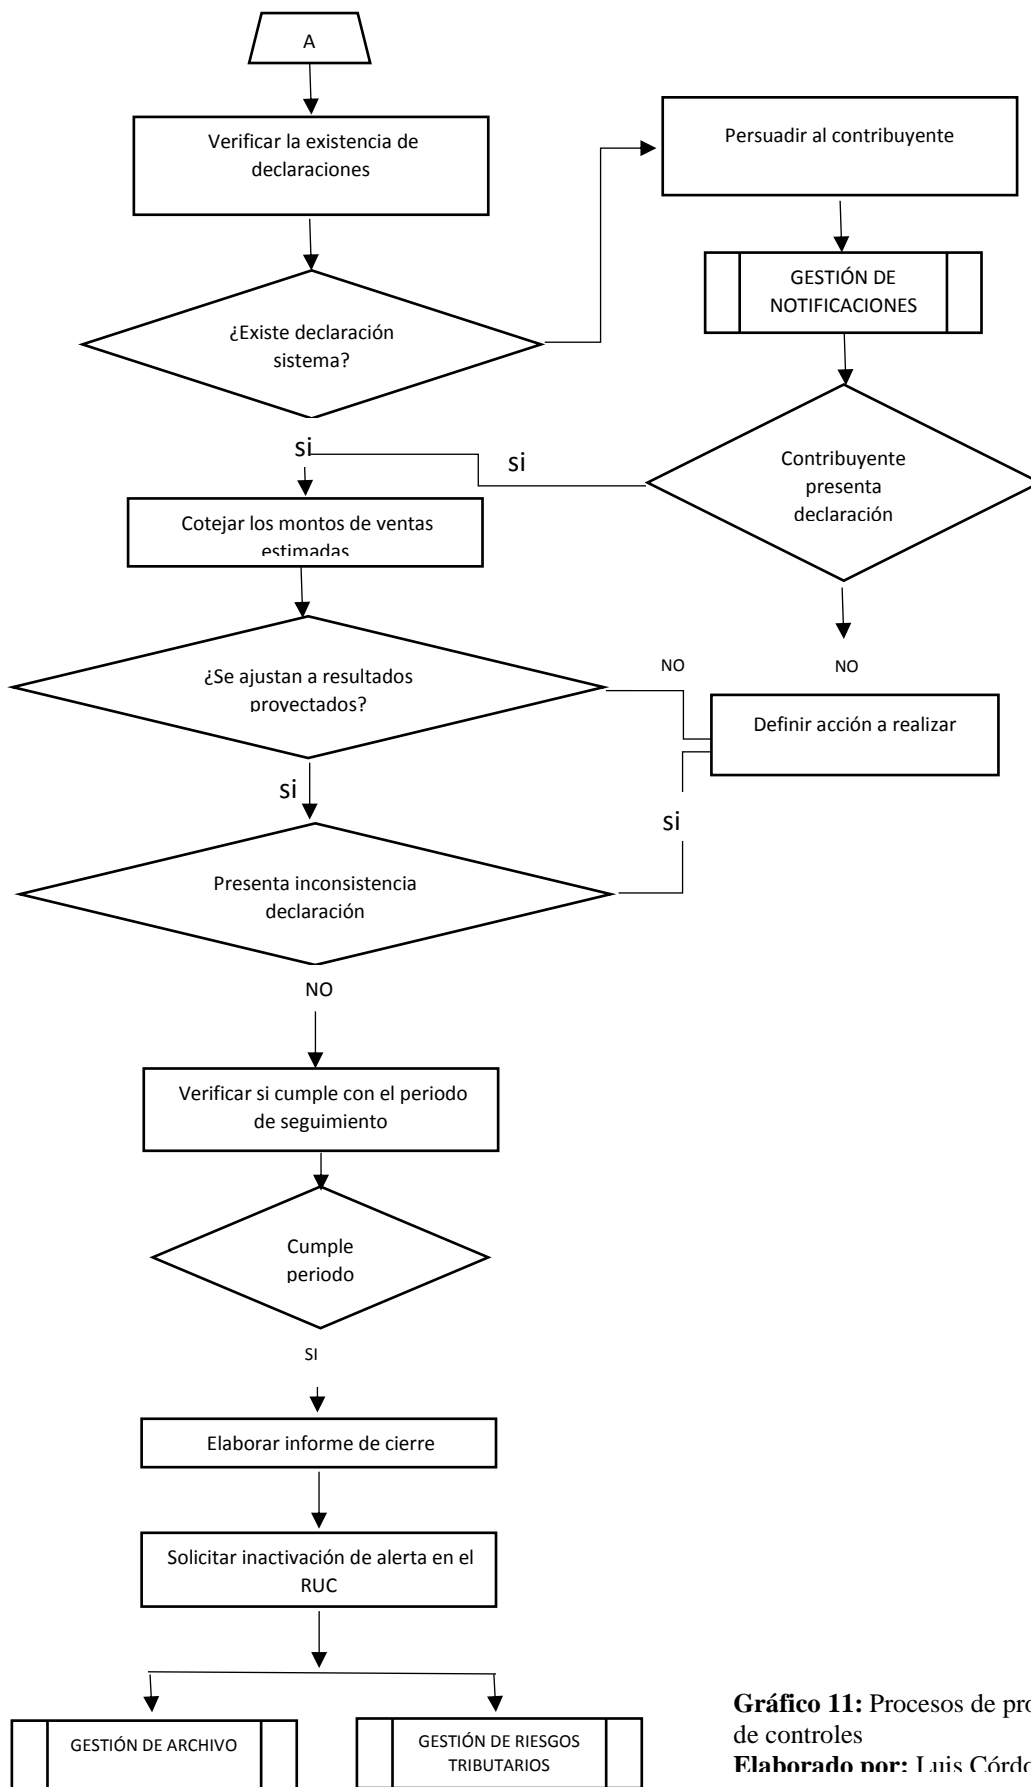 A
Verificar la existencia de
declaraciones
Persuadir al contribuyente
GESTIÓN DE
NOTIFICACIONES
¿Existe declaración
sistema?
Contribuyente
presenta
declaración
si
si
Cotejar los montos de ventas
estimadas
¿Se ajustan a resultados
proyectados?
NO
NO
Definir acción a realizar
si
si
Presenta inconsistencia
declaración
NO
Verificar si cumple con el periodo
de seguimiento
Cumple
periodo
SI
Elaborar informe de cierre
Solicitar inactivación de alerta en el
RUC
GESTIÓN DE ARCHIVO
GESTIÓN DE RIESGOS
TRIBUTARIOS
Gráfico 11: Procesos de pro
de controles
Elaborado por: Luis Córdo